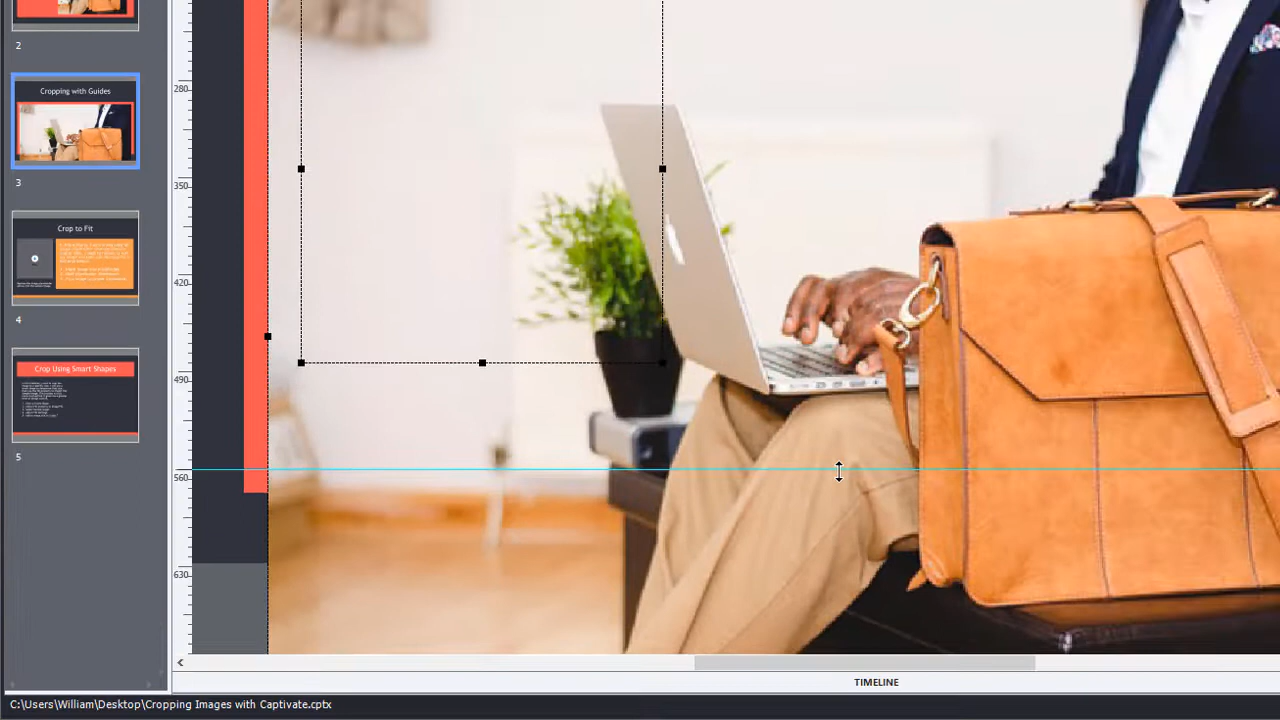 2
Cropping with Guides
3
Crop to Fit
4
Crop Using Smart Shapes
5
280
350
420
490
560
630
TIMELINE
C:\Users\William\Desktop\Cropping Images with Captivate.cptx